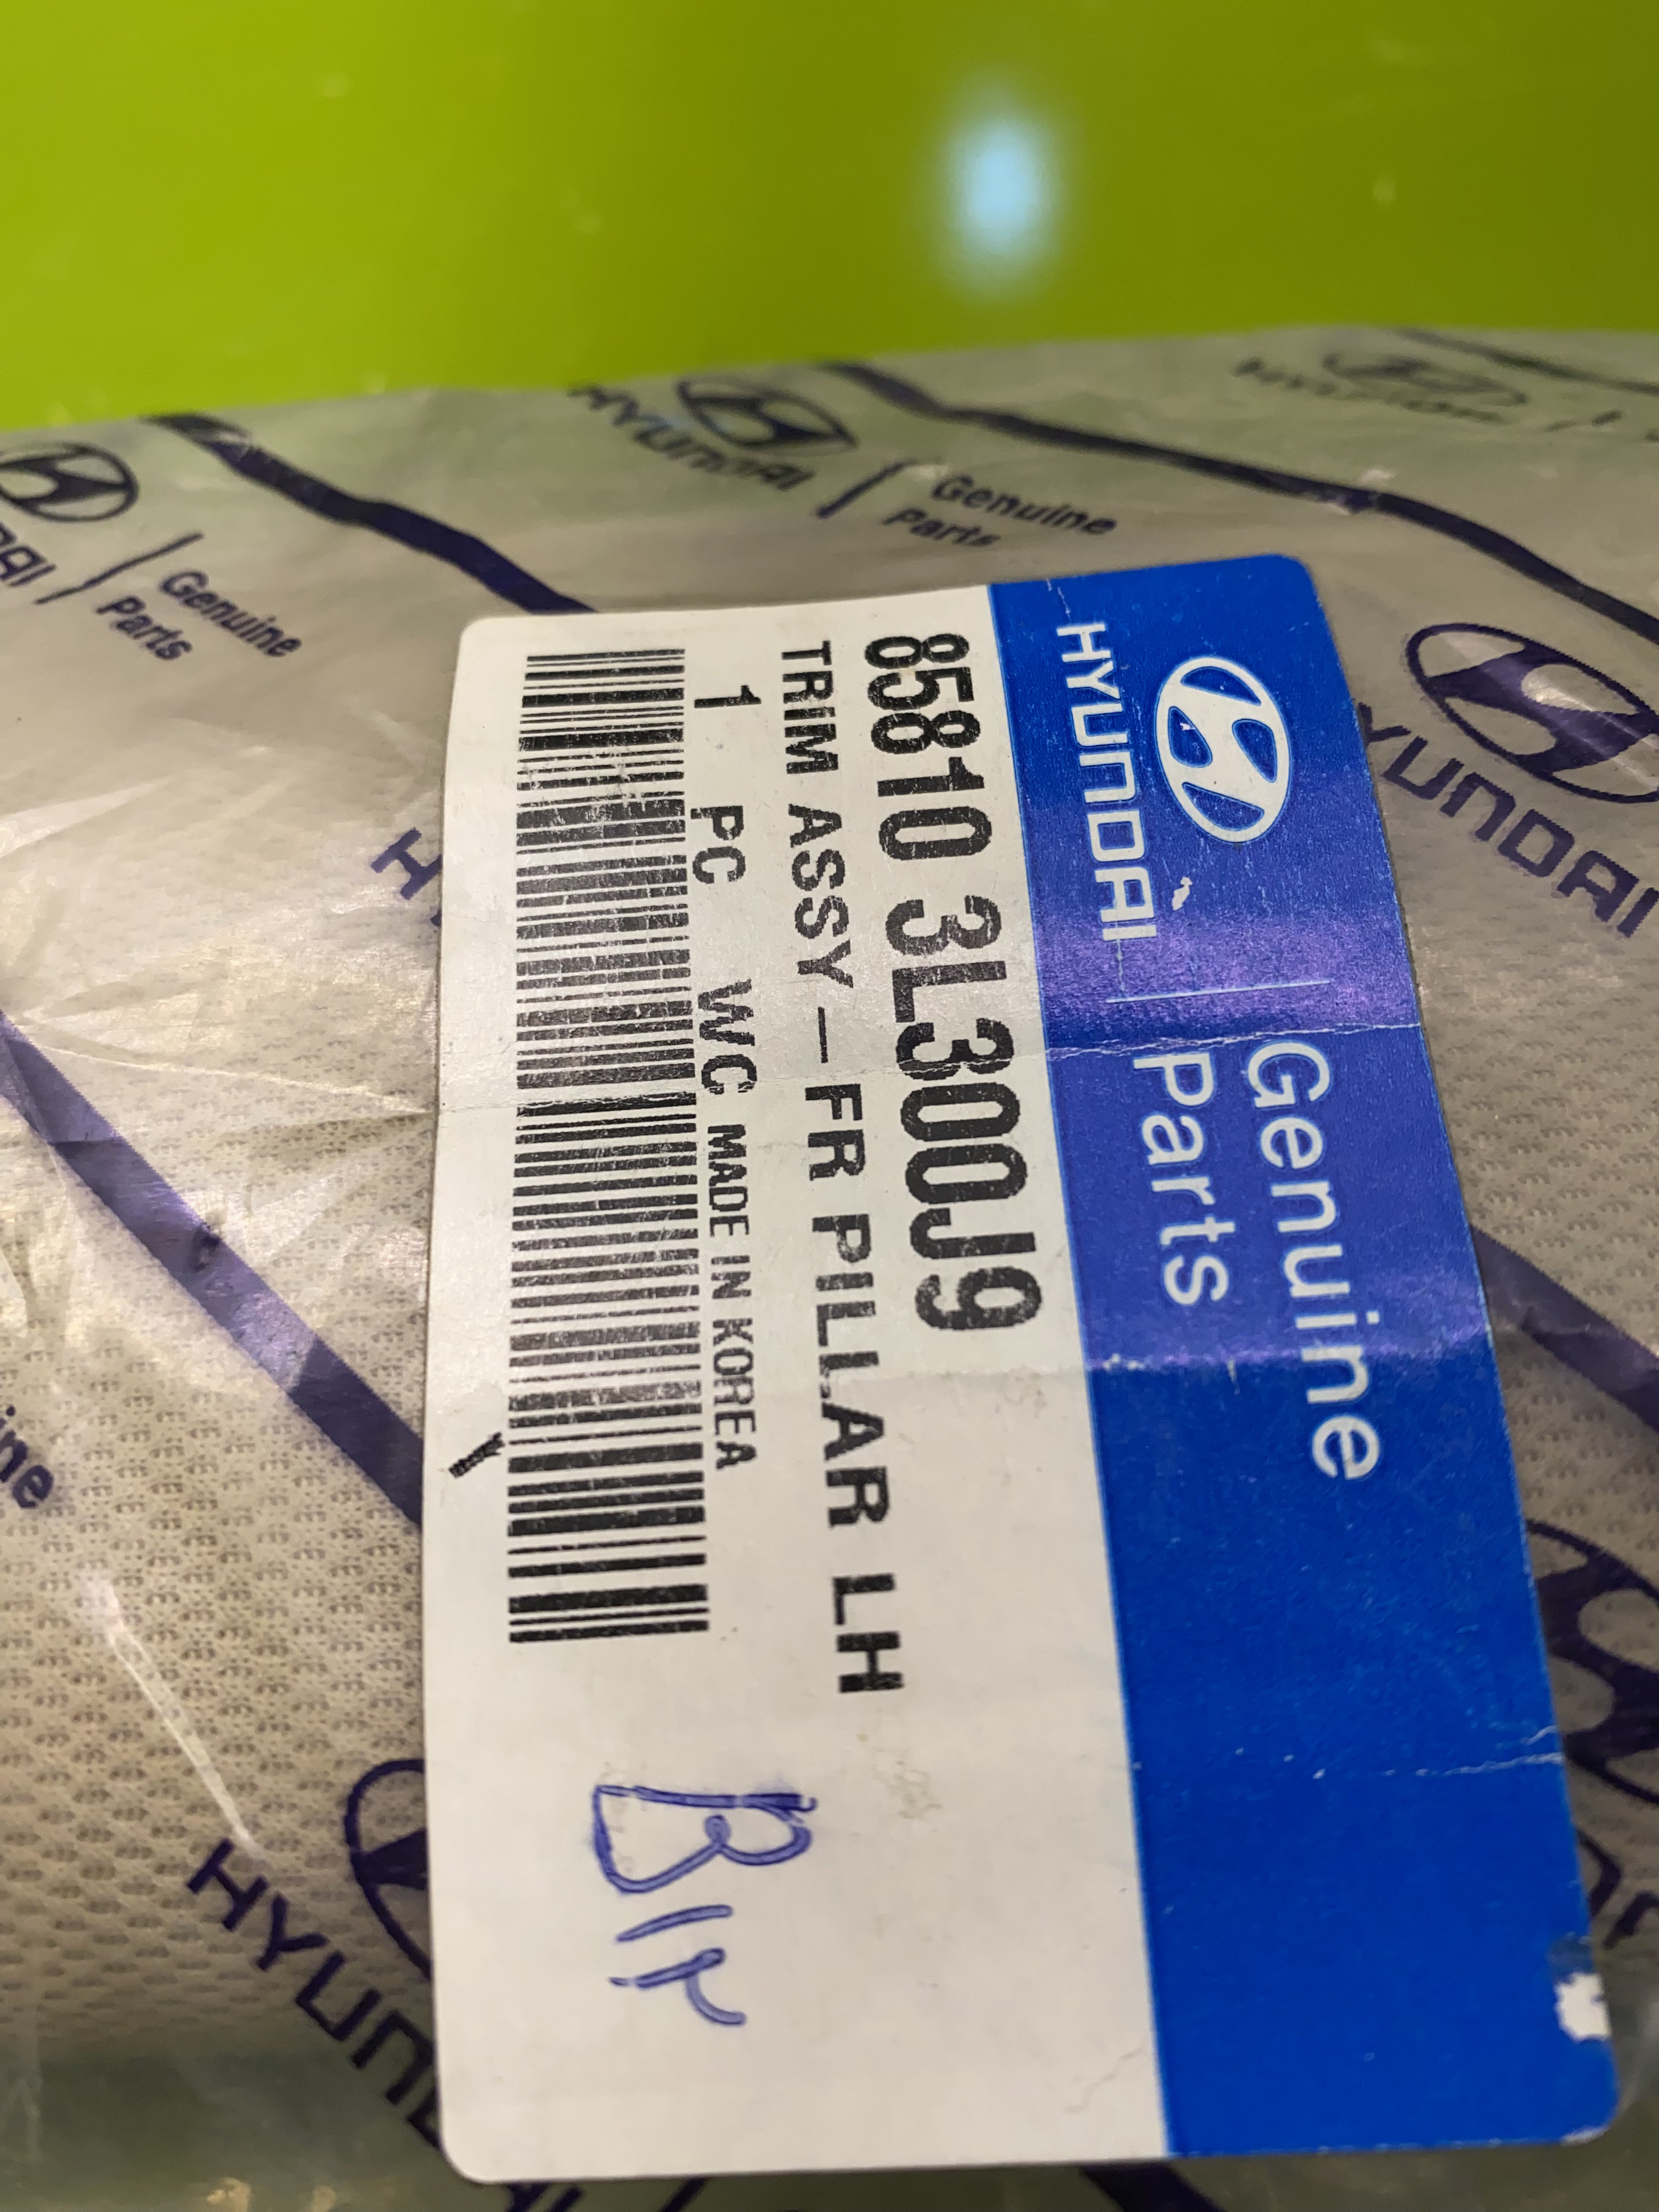 HYUNDAI
Genuine
Parts
85810 3L300J9
TRIM ASSY-FR PILLAR LH
1 PC WC MADE IN KOREA
HYUNDAI
Genuine
Parts
Genuine
Parts
HYUNDAI
HYUNDAI